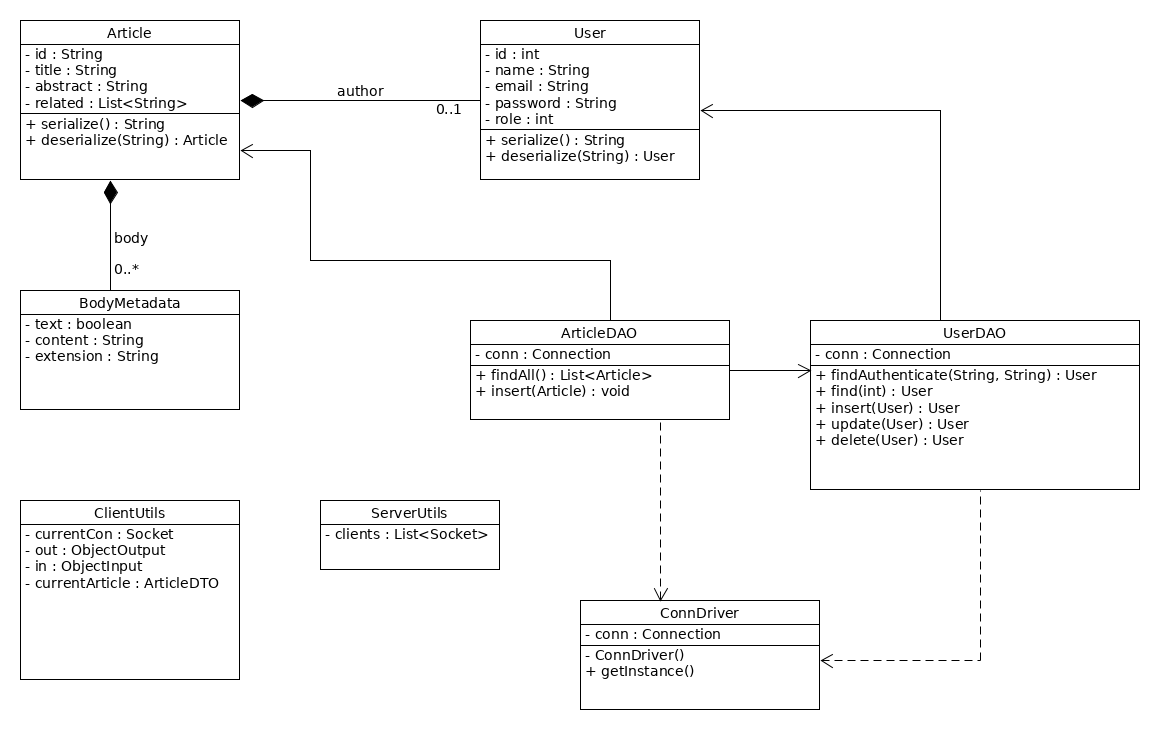 Article
- id : String
- title : String
- abstract : String
- related : List<String>
+ serialize() : String
+ deserialize(String) : Article
author
0..1
User
- id : int
- name : String
- email : String
- password : String
- role : int
+ serialize() : String
+ deserialize(String) : User
body
0..*
BodyMetadata
- text : boolean
- content : String
- extension : String
ArticleDAO
- conn : Connection
+ findAll() : List<Article>
+ insert(Article) : void
UserDAO
- conn : Connection
+ findAuthenticate(String, String) : User
+ find(int) : User
+ insert(User) : User
+ update(User) : User
+ delete(User) : User
ClientUtils
- currentCon : Socket
- out : ObjectOutput
- in : ObjectInput
- currentArticle : ArticleDTO
ServerUtils
- clients : List<Socket>
ConnDriver
- conn : Connection
- ConnDriver()
+ getInstance()